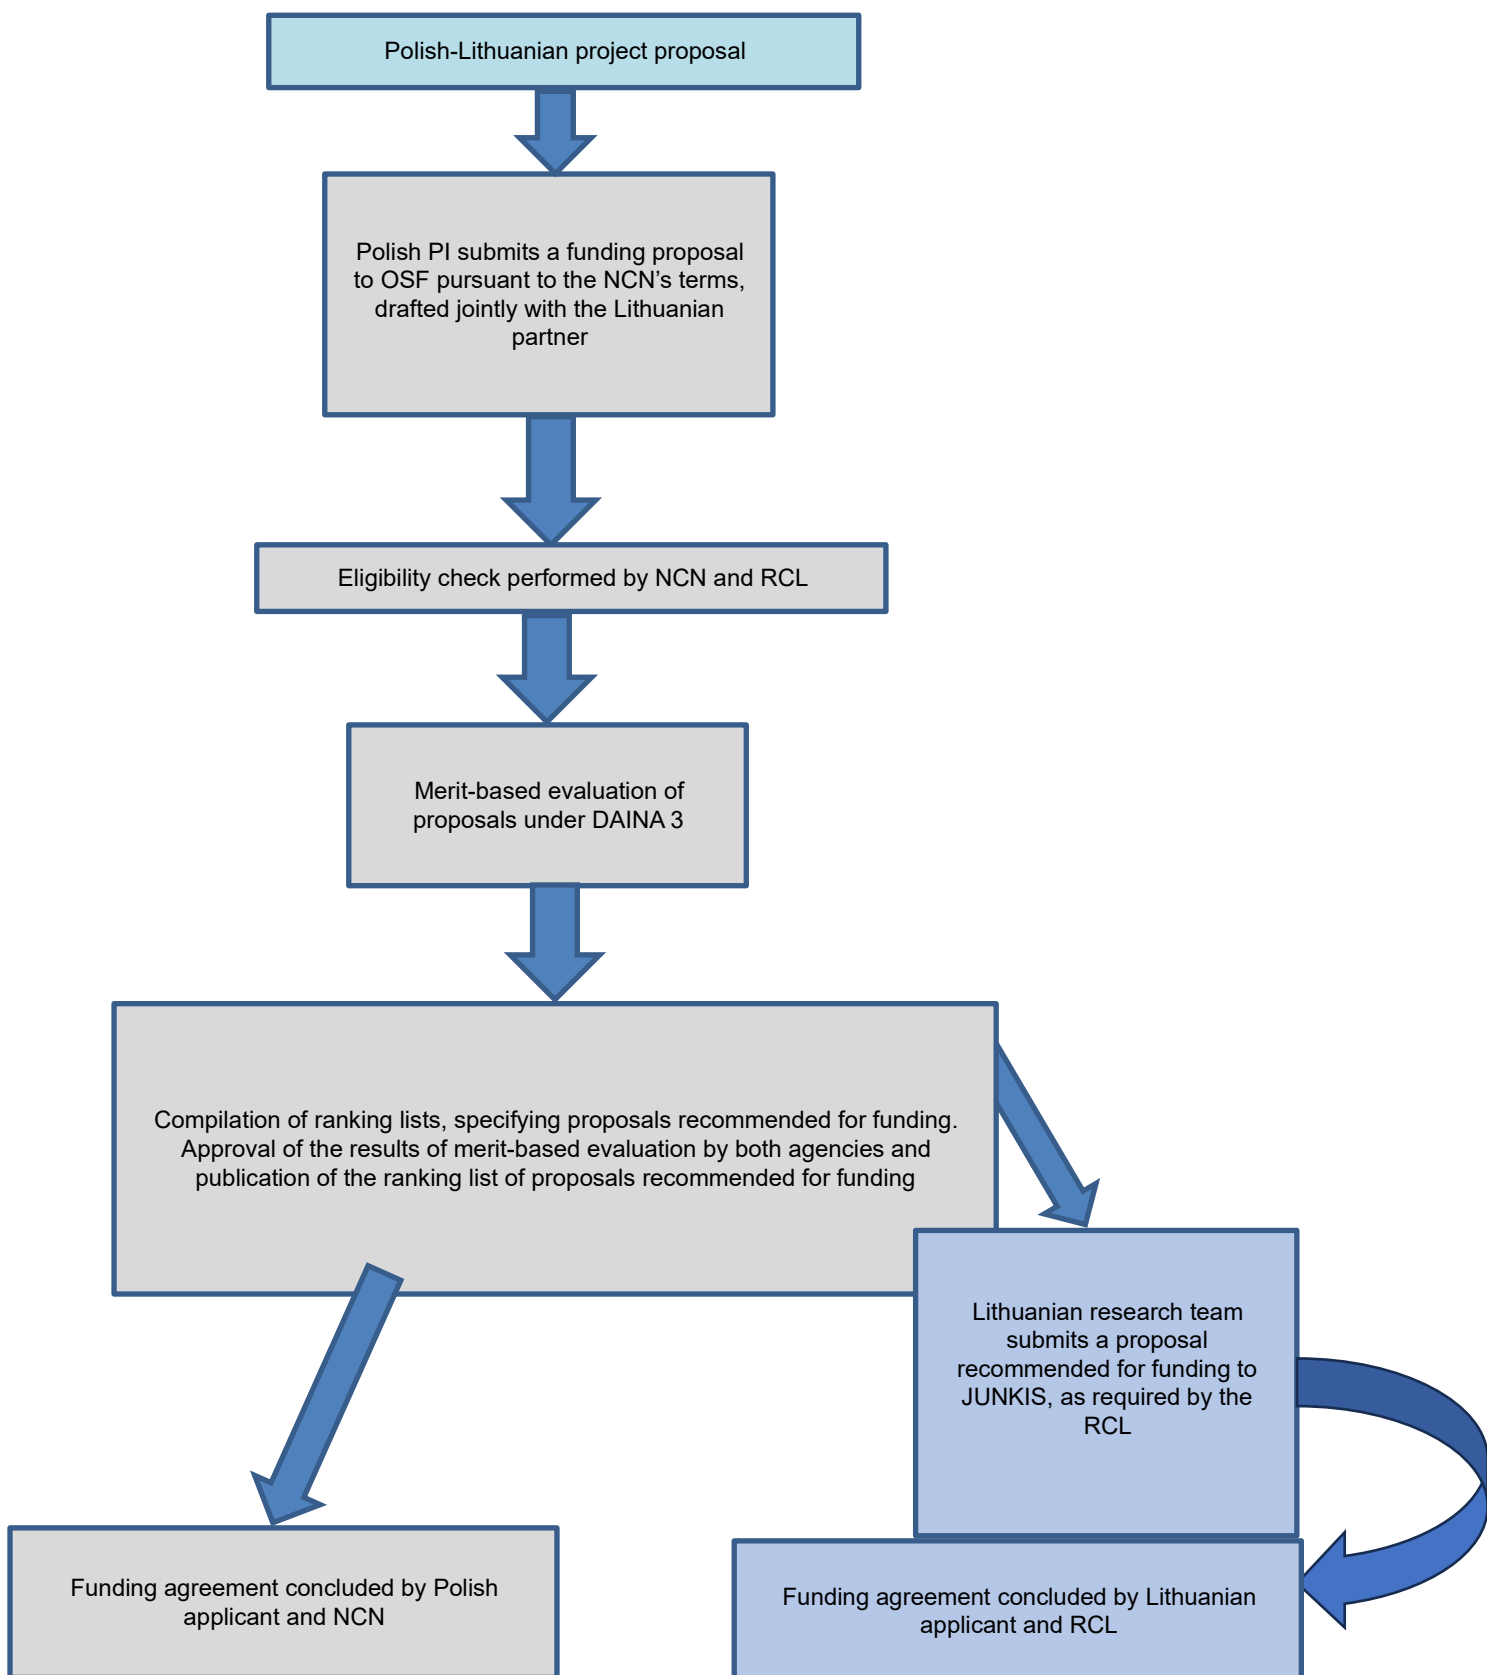 Polish-Lithuanian project proposal
Polish PI submits a funding proposal
to OSF pursuant to the NCN’s terms,
drafted jointly with the Lithuanian
partner
Eligibility check performed by NCN and RCL
Merit-based evaluation of
proposals under DAINA 3
Compilation of ranking lists, specifying proposals recommended for funding.
Approval of the results of merit-based evaluation by both agencies and
publication of the ranking list of proposals recommended for funding
Lithuanian research team
submits a proposal
recommended for funding to
JUNKIS, as required by the
RCL
Funding agreement concluded by Polish
applicant and NCN
Funding agreement concluded by Lithuanian
applicant and RCL